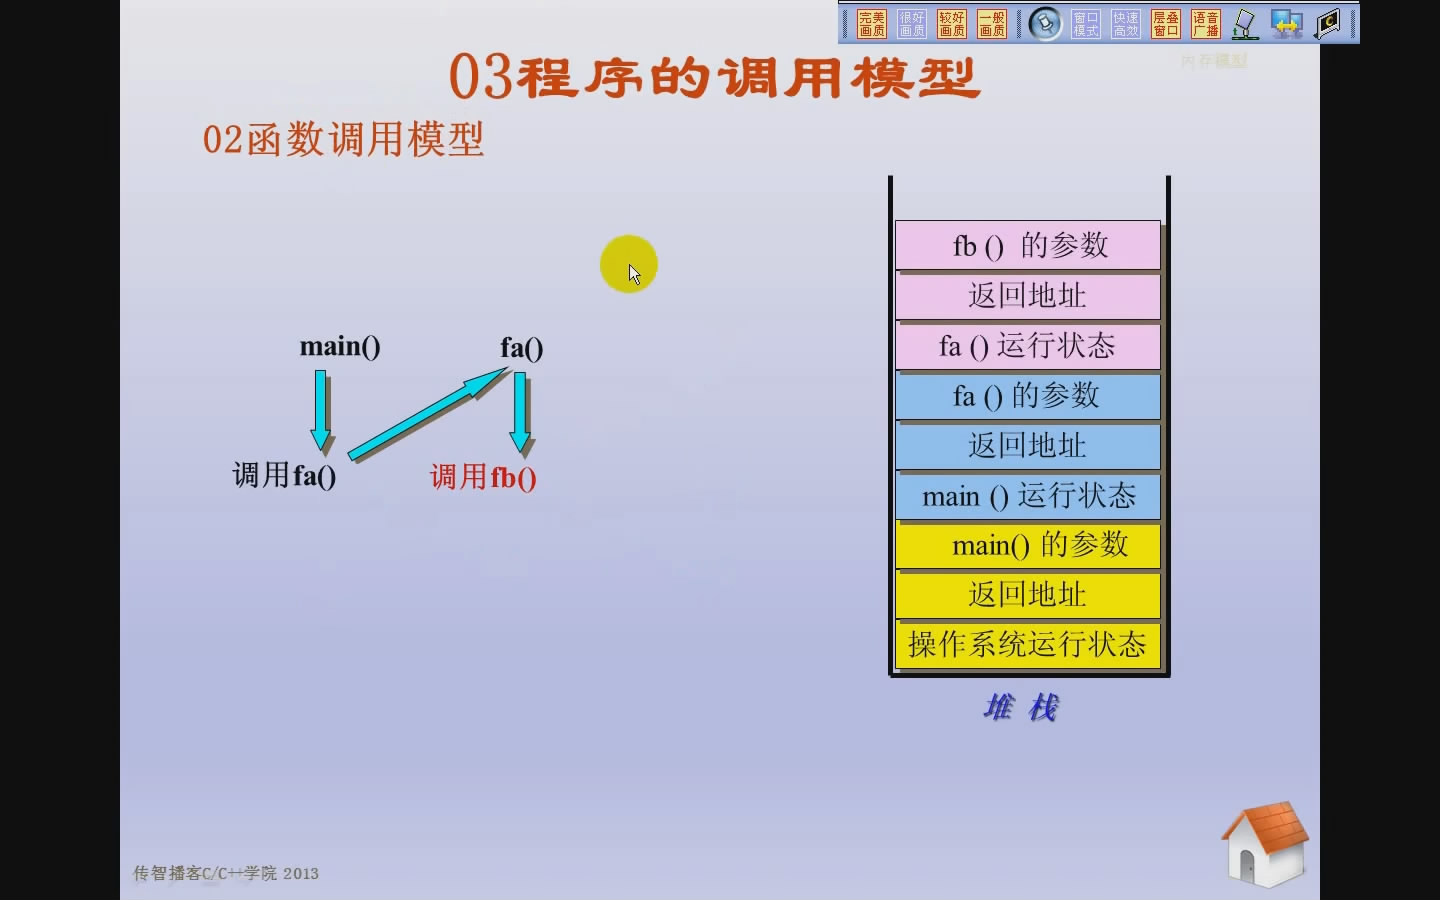 完美画质 很好画质 较好画质 一般画质 窗口模式 快速高效 层叠窗口 语音广播
内存模型
03程序的调用模型
02函数调用模型
fb () 的参数
返回地址
fa () 运行状态
fa () 的参数
返回地址
main () 运行状态
main() 的参数
返回地址
操作系统运行状态
堆 栈
main()
fa()
调用fa()
调用fb()
传智播客C/C++学院 2013